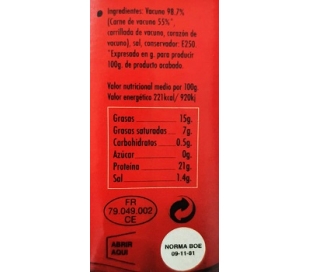 Ingredientes: Vacuno 98.7%
(Carne de vacuno 55%*,
carrillada de vacuno, corazón de
vacuno), sal, conservador: E250
*Expresado en g. para producir
100g. de producto acabado.
Valor nutricional medio por 100g.
Valor energético 221kcal/ 920kj
Grasas 15g.
Grasas saturadas 7g.
Carbohidratos 0.5g.
Azúcar 0g.
Proteína 21g.
Sal 1.4g.
FR
79.049.002
CE
ABRIR
AQUI
NORMA BOE
09-11-81